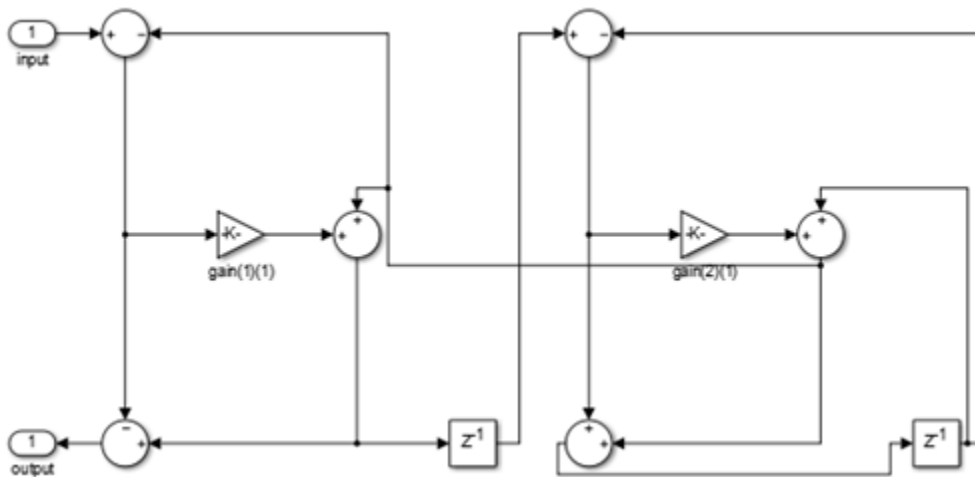 1
input
-K-
gain(1)(1)
-K-
gain(2)(1)
1
output
z-1
z-1